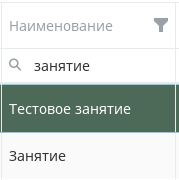 Наименование
занятие
Тестовое занятие
Занятие